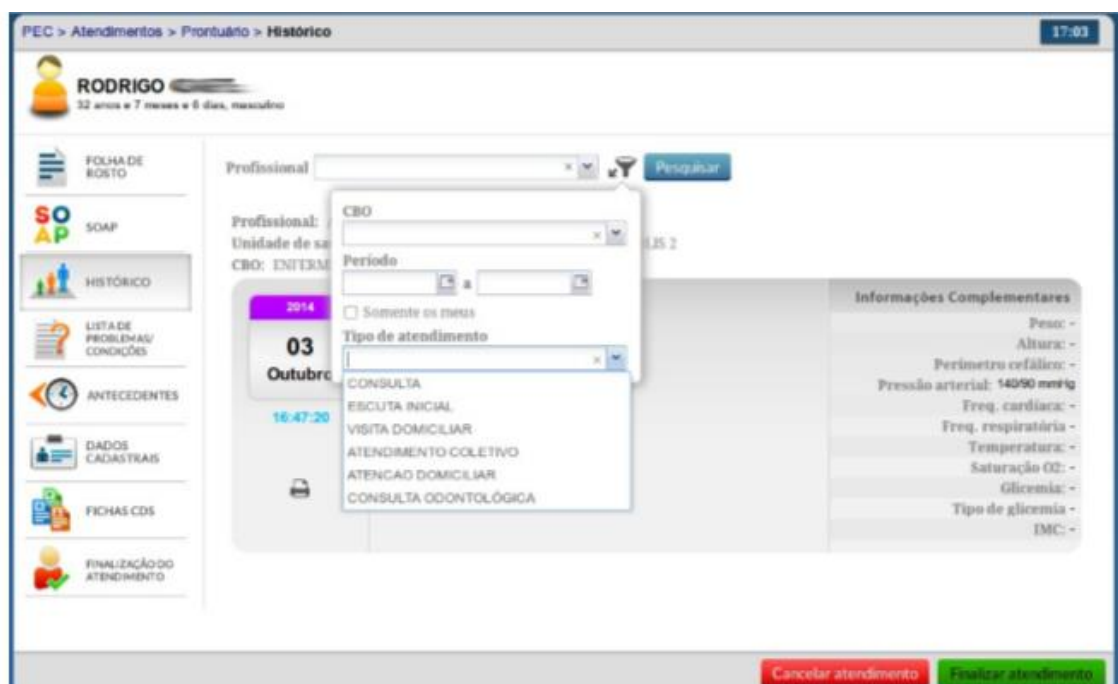 PEC > Atendimentos > Prontuário > Histórico
17:03
RODRIGO
32 anos e 7 meses e 6 dias, masculino
FOLHA DE
ROSTO
SOAP
SOAP
HISTÓRICO
LISTA DE
PROBLEMAS/
CONDIÇÕES
ANTECEDENTES
DADOS
CADASTRAIS
FICHAS CDS
FINALIZAÇÃO DO
ATENDIMENTO
Profissional
Pesquisar
Profissional:
Unidade de
CBO:
CBO
Período
a
Somente os meus
Tipo de atendimento
CONSULTA
ESCUTA INICIAL
VISITA DOMICILIAR
ATENDIMENTO COLETIVO
ATENCAO DOMICILIAR
CONSULTA ODONTOLÓGICA
2014
03
Outubro
16:47:20
Informações Complementares
Peso: -
Altura: -
Perímetro cefálico: -
Pressão arterial: 140/90 mmHg
Freq. cardíaca: -
Freq. respiratória -
Temperatura: -
Saturação O2: -
Glicemia: -
Tipo de glicemia -
IMC: -
Cancelar atendimento
Finalizar atendimento